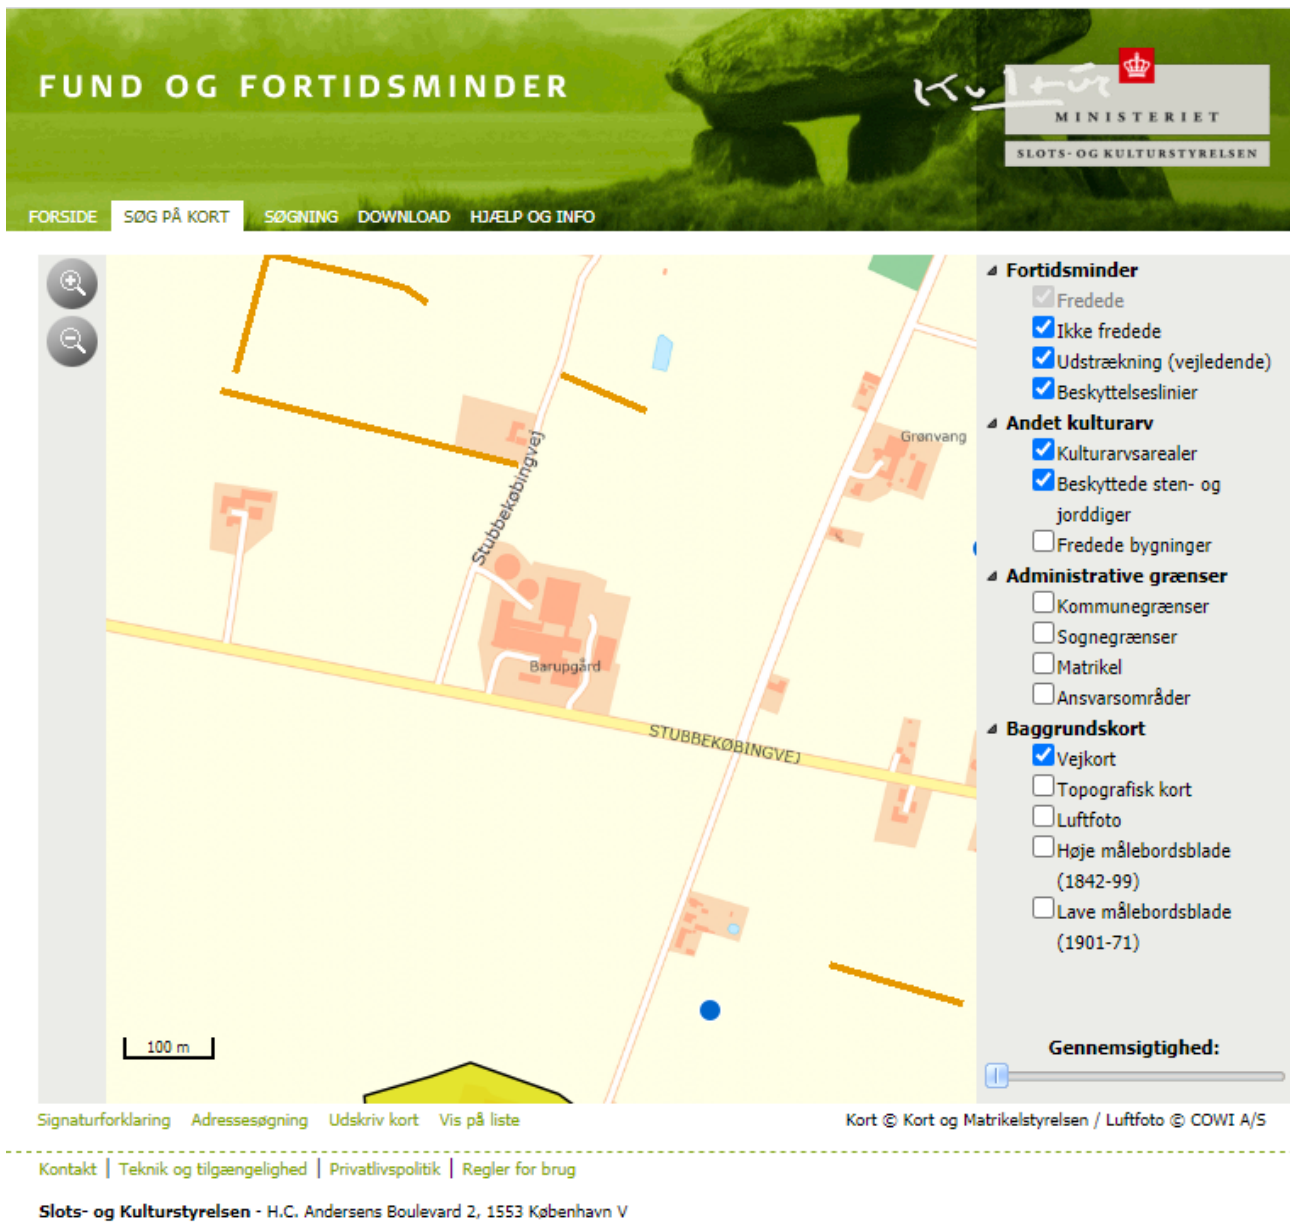 FUND OG FORTIDSMINDER
Kultur
MINISTERIET
SLOTS- OG KULTURSTYRELSEN
FORSIDE SØG PÅ KORT SØGNING DOWNLOAD HJÆLP OG INFO
Fortidsminder
Fredede
Ikke fredede
Udstrækning (vejledende)
Beskyttelseslinier
Andet kulturarv
Kulturarvsarealer
Beskyttede sten- og
jorddiger
Fredede bygninger
Administrative grænser
Kommunegrænser
Sognegrænser
Matrikel
Ansvarsområder
Baggrundskort
Vejkort
Topografisk kort
Luftfoto
Høje målebordsblade
(1842-99)
Lave målebordsblade
(1901-71)
Gennemsigtighed:
Grønvang
Stubbekøbingvej
Barupgård
STUBBEKØBINGVEJ
100 m
Signaturforklaring Adressesøgning Udskriv kort Vis på liste
Kort © Kort og Matrikelstyrelsen / Luftfoto © COWI A/S
Kontakt | Teknik og tilgængelighed | Privatlivspolitik | Regler for brug
Slots- og Kulturstyrelsen - H.C. Andersens Boulevard 2, 1553 København V